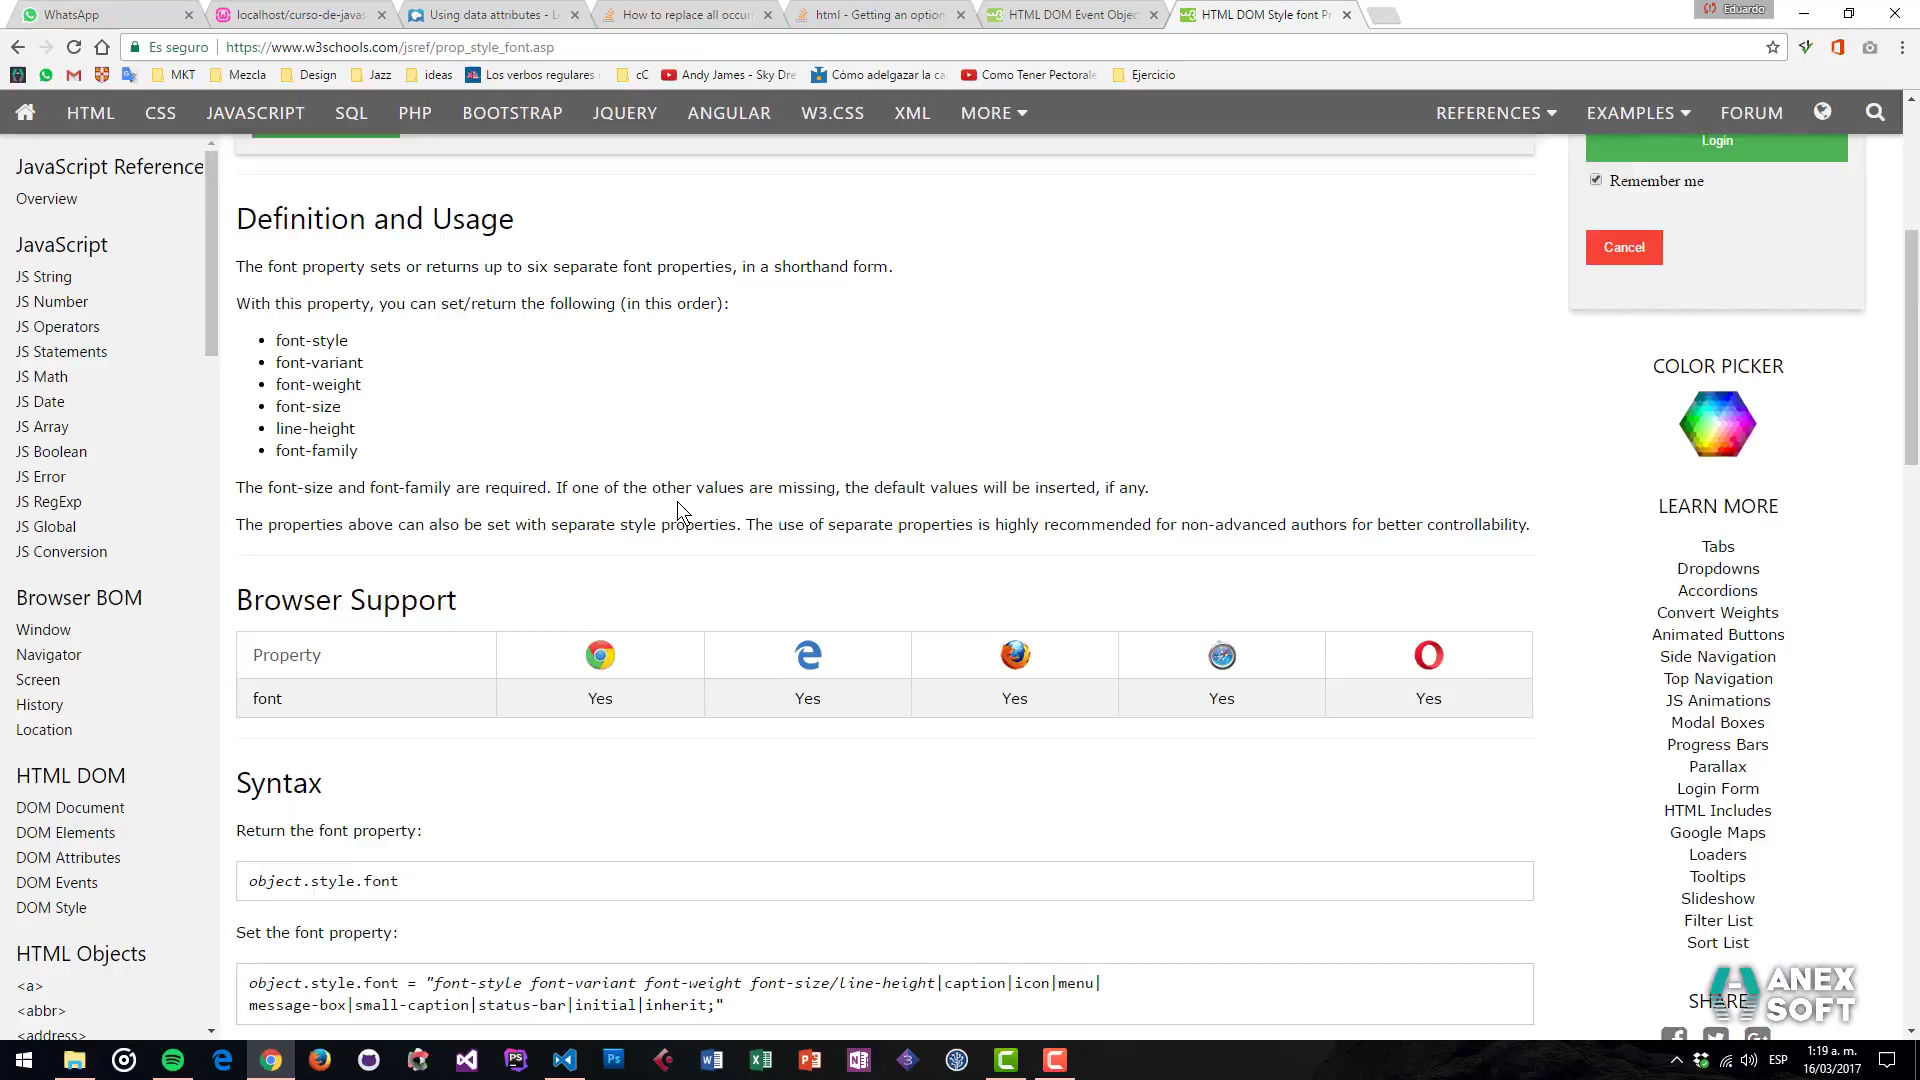 WhatsApp
localhost/curso-de-javas
Using data attributes - Le
How to replace all occurr
html - Getting an option
HTML DOM Event Objec
HTML DOM Style font Pr
Eduardo
Es seguro
https://www.w3schools.com/jsref/prop_style_font.asp
MKT
Mezcla
Design
Jazz
ideas
Los verbos regulares
cC
Andy James - Sky Dre
Cómo adelgazar la ca
Como Tener Pectorale
Ejercicio
HTML
CSS
JAVASCRIPT
SQL
PHP
BOOTSTRAP
JQUERY
ANGULAR
W3.CSS
XML
MORE
REFERENCES
EXAMPLES
FORUM
JavaScript Reference
Overview
JavaScript
JS String
JS Number
JS Operators
JS Statements
JS Math
JS Date
JS Array
JS Boolean
JS Error
JS RegExp
JS Global
JS Conversion
Browser BOM
Window
Navigator
Screen
History
Location
HTML DOM
DOM Document
DOM Elements
DOM Attributes
DOM Events
DOM Style
HTML Objects
<a>
<abbr>
<address>
Definition and Usage
The font property sets or returns up to six separate font properties, in a shorthand form.
With this property, you can set/return the following (in this order):
• font-style
• font-variant
• font-weight
• font-size
• line-height
• font-family
The font-size and font-family are required. If one of the other values are missing, the default values will be inserted, if any.
The properties above can also be set with separate style properties. The use of separate properties is highly recommended for non-advanced authors for better controllability.
Browser Support
Property
font Yes Yes Yes Yes Yes
Syntax
Return the font property:
object.style.font
Set the font property:
object.style.font = "font-style font-variant font-weight font-size/line-height|caption|icon|menu|
message-box|small-caption|status-bar|initial|inherit;"
Login
Remember me
Cancel
COLOR PICKER
LEARN MORE
Tabs
Dropdowns
Accordions
Convert Weights
Animated Buttons
Side Navigation
Top Navigation
JS Animations
Modal Boxes
Progress Bars
Parallax
Login Form
HTML Includes
Google Maps
Loaders
Tooltips
Slideshow
Filter List
Sort List
SHARE
ANEX
SOFT
ESP
1:19 a. m.
16/03/2017